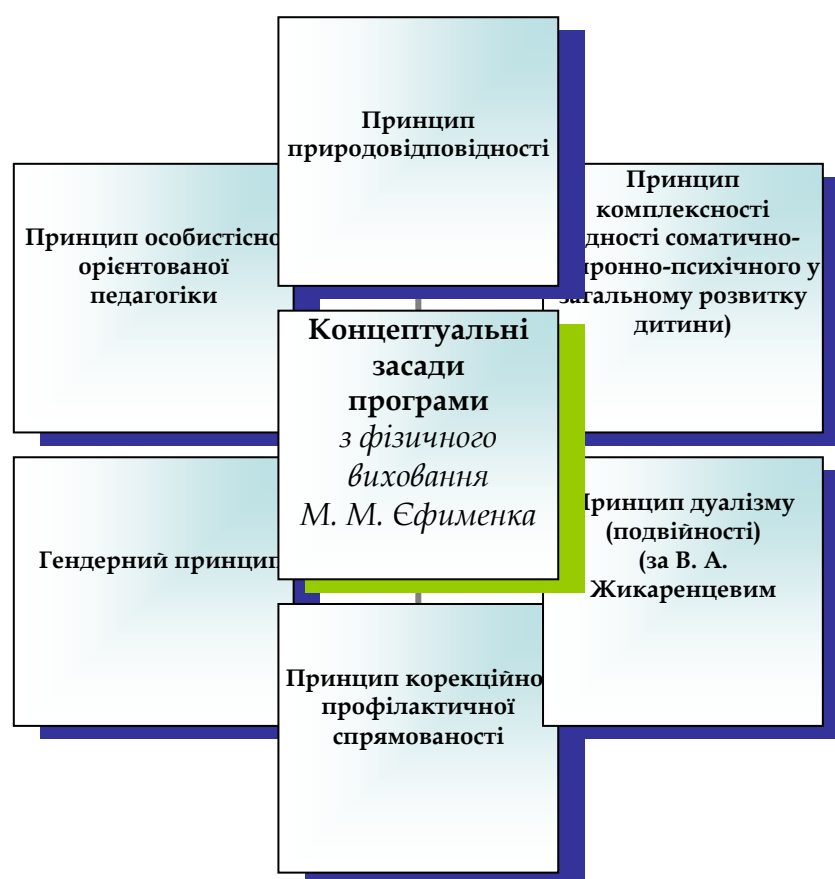 Принцип
природовідповідності
Принцип особистісно
орієнтованої
педагогіки
Принцип
комплексності
соматично-
психічного у
загальному розвитку
дитини)
Концептуальні
засади
програми
з фізичного
виховання
М. М. Єфименка
Гендерний принцип
Принцип дуалізму
(подвійності)
(за В. А.
Жикаренцевим
Принцип корекційно
профілактичної
спрямованості